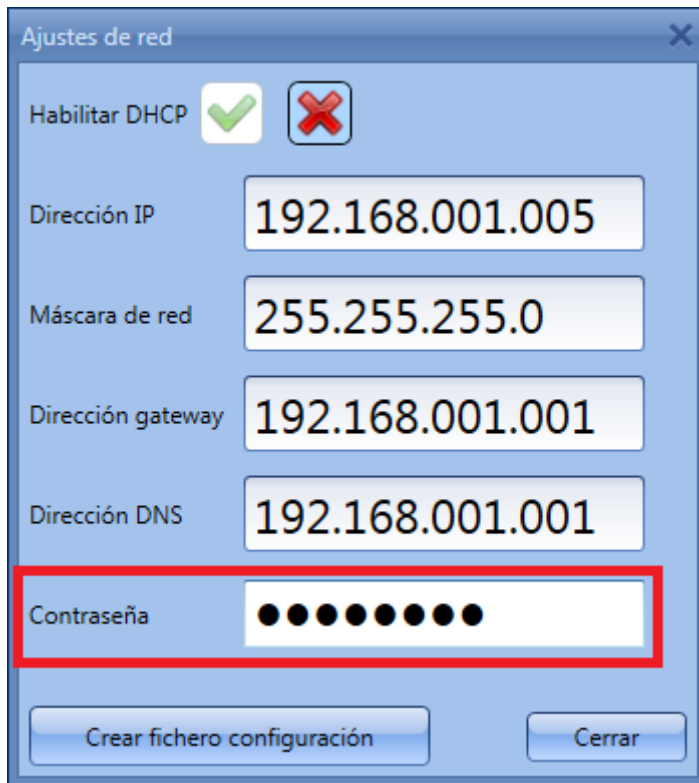 Ajustes de red
Habilitar DHCP
Dirección IP 192.168.001.005
Máscara de red 255.255.255.0
Dirección gateway 192.168.001.001
Dirección DNS 192.168.001.001
Contraseña ●●●●●●●●
Crear fichero configuración Cerrar